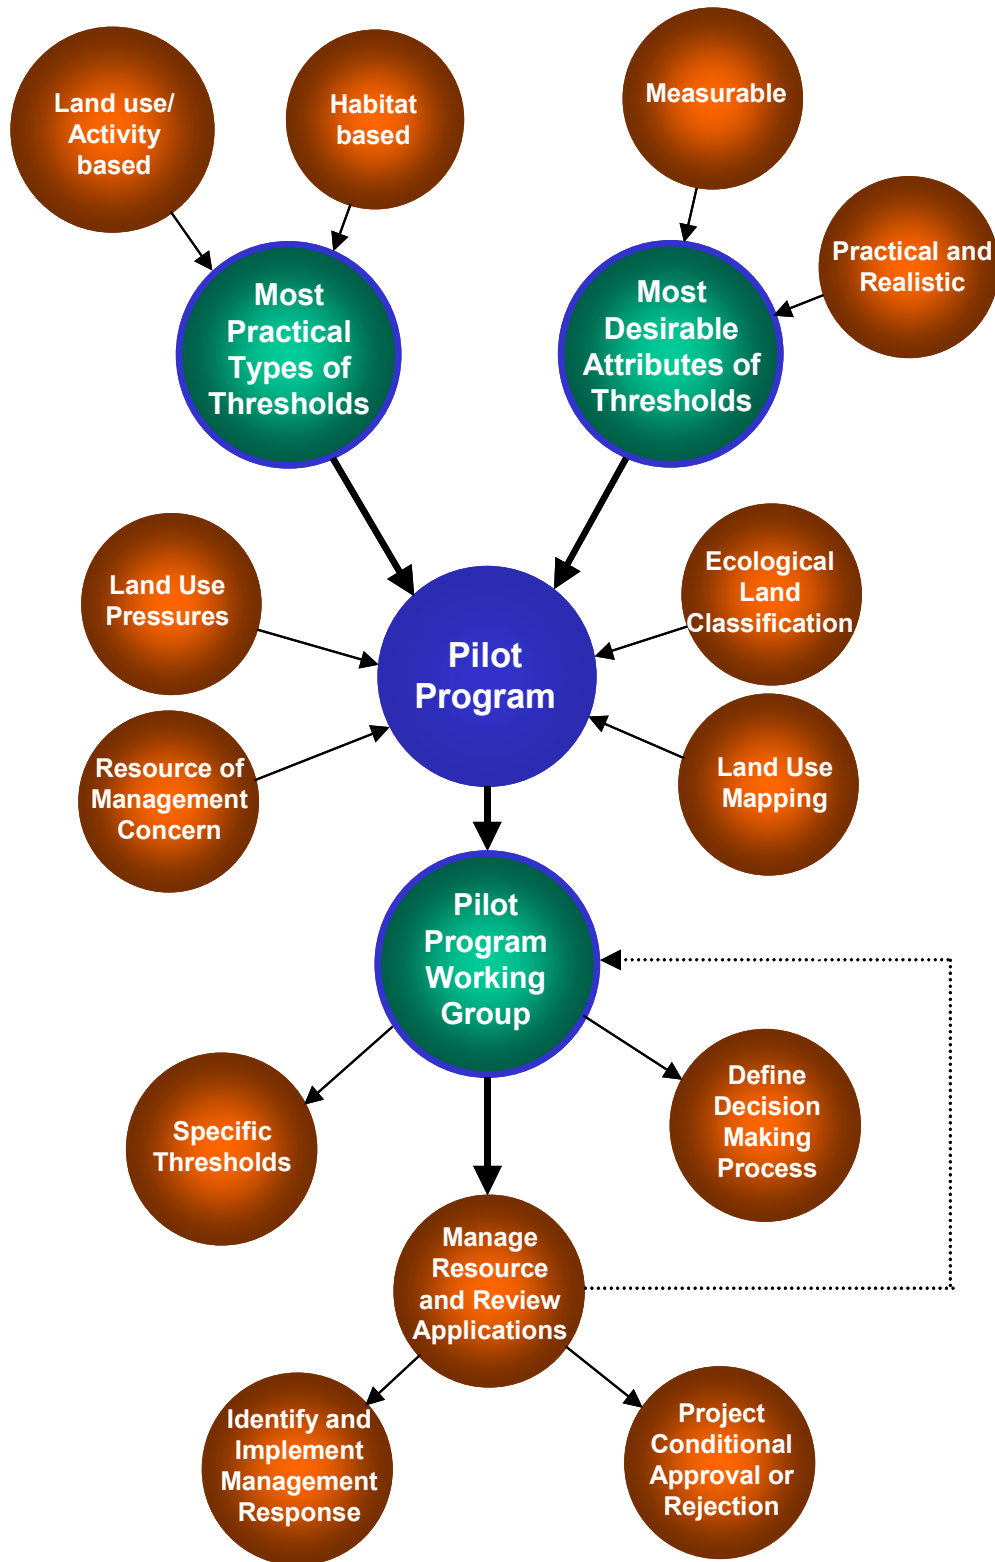 Land use/
Activity
based
Habitat
based
Measurable
Practical and
Realistic
Most
Practical
Types of
Thresholds
Most
Desirable
Attributes of
Thresholds
Land Use
Pressures
Ecological
Land
Classification
Pilot
Program
Resource of
Management
Concern
Land Use
Mapping
Pilot
Program
Working
Group
Specific
Thresholds
Define
Decision
Making
Process
Manage
Resource
and Review
Applications
Identify and
Implement
Management
Response
Project
Conditional
Approval or
Rejection